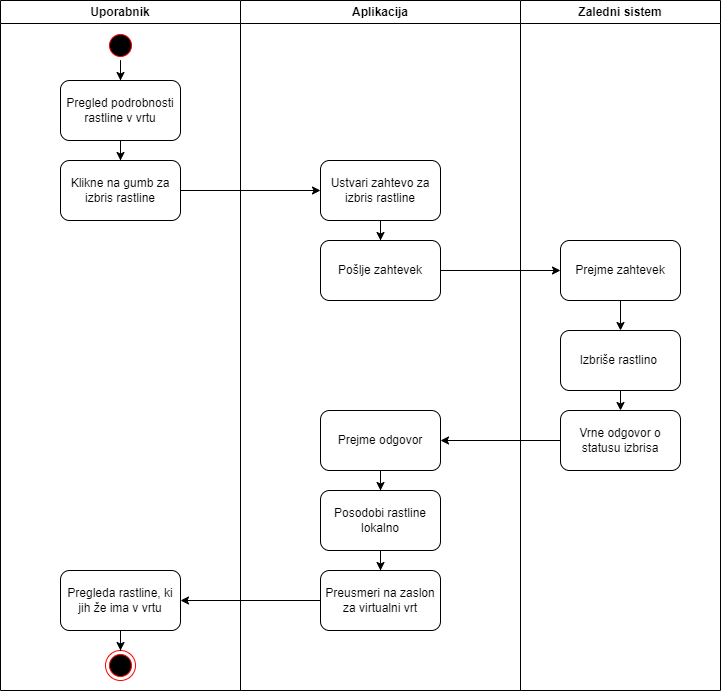 Uporabnik
Aplikacija
Zaledni sistem
Pregled podrobnosti
rastline v vrtu
Klikne na gumb za
izbris rastline
Ustvari zahtevo za
izbris rastline
Pošlje zahtevek
Prejme zahtevek
Izbriše rastlino
Vrne odgovor o
statusu izbrisa
Prejme odgovor
Posodobi rastline
lokalno
Preusmeri na zaslon
za virtualni vrt
Pregleda rastline, ki
jih že ima v vrtu